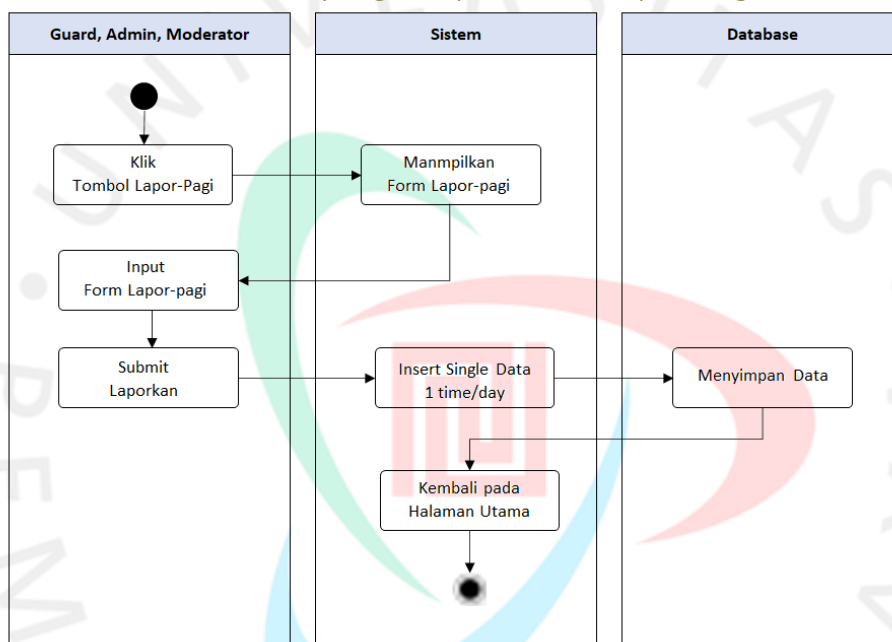 Guard, Admin, Moderator
Sistem
Database
Klik
Tombol Lapor-Pagi
Manmpilkan
Form Lapor-pagi
Input
Form Lapor-pagi
Submit
Laporkan
Insert Single Data
1 time/day
Menyimpan Data
Kembali pada
Halaman Utama